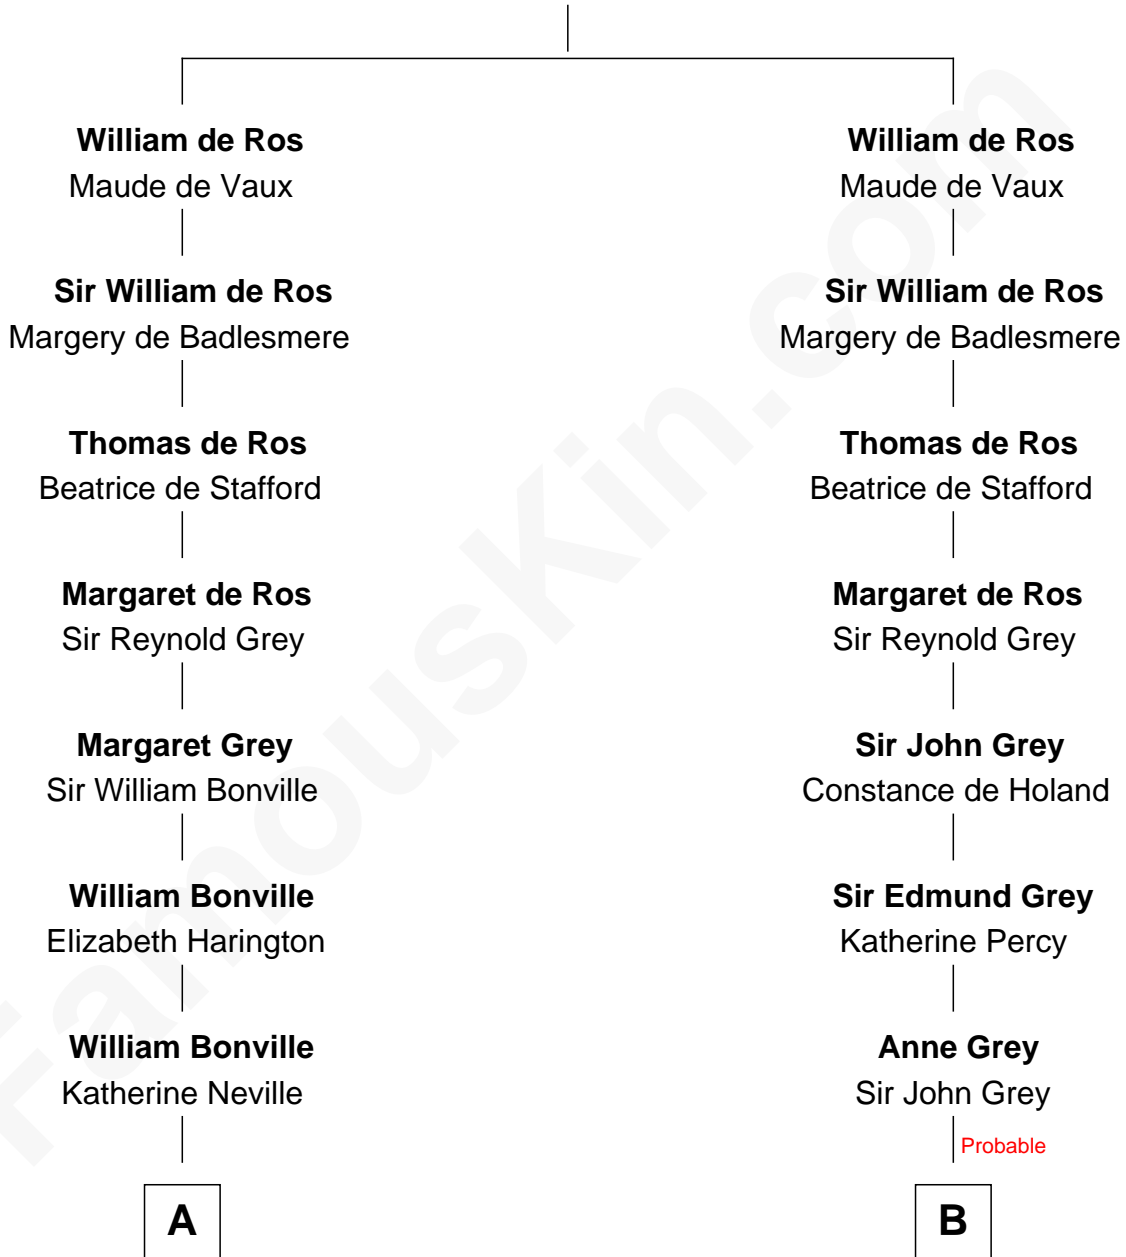 William de Ros
Maude de Vaux
Sir William de Ros
Margery de Badlesmere
Thomas de Ros
Beatrice de Stafford
Margaret de Ros
Sir Reynold Grey
Margaret Grey
Sir William Bonville
William Bonville
Elizabeth Harington
William Bonville
Katherine Neville
A
William de Ros
Maude de Vaux
Sir William de Ros
Margery de Badlesmere
Thomas de Ros
Beatrice de Stafford
Margaret de Ros
Sir Reynold Grey
Sir John Grey
Constance de Holand
Sir Edmund Grey
Katherine Percy
Anne Grey
Sir John Grey
Probable
B
FamousKin.com